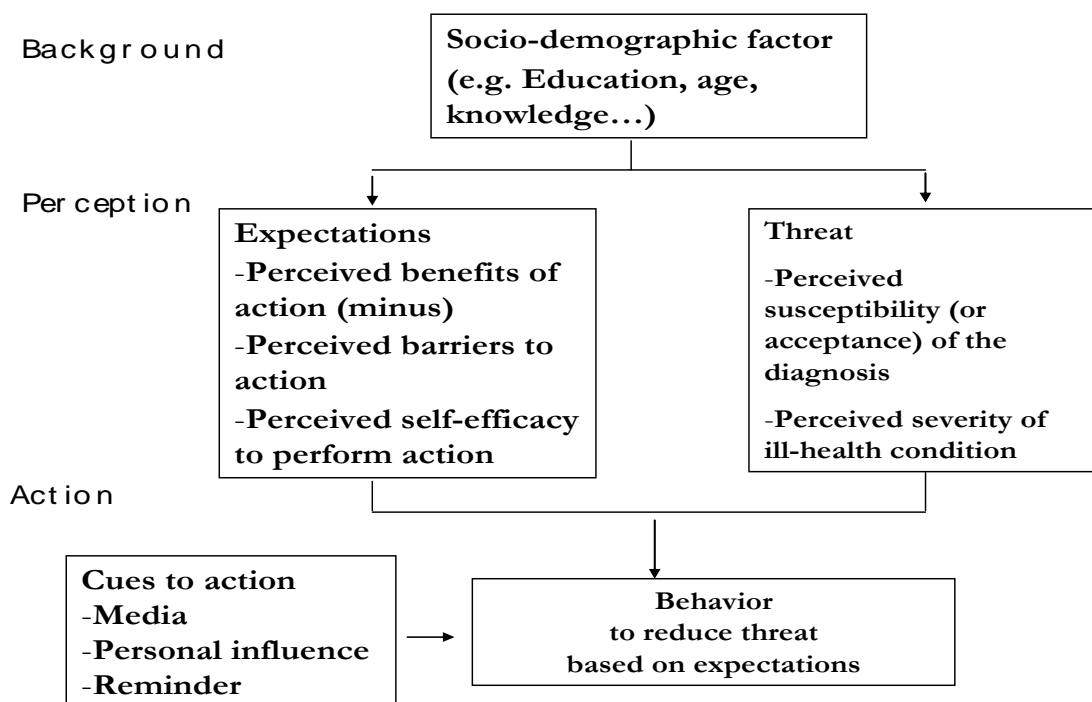 Background
Socio-demographic factor
(e.g. Education, age,
knowledge…)
Perception
Expectations
-Perceived benefits of
action (minus)
-Perceived barriers to
action
-Perceived self-efficacy
to perform action
Threat
-Perceived
susceptibility (or
acceptance) of the
diagnosis
-Perceived severity of
ill-health condition
Action
Cues to action
-Media
-Personal influence
-Reminder
Behavior
to reduce threat
based on expectations